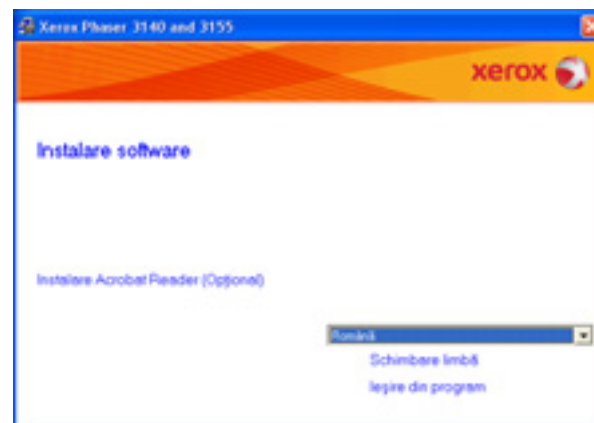 Xerox Phaser 3140 and 3155
xerox
Instalare software
Instalare Acrobat Reader (Opţional)
Română
Schimbare limbă
Ieşire din program